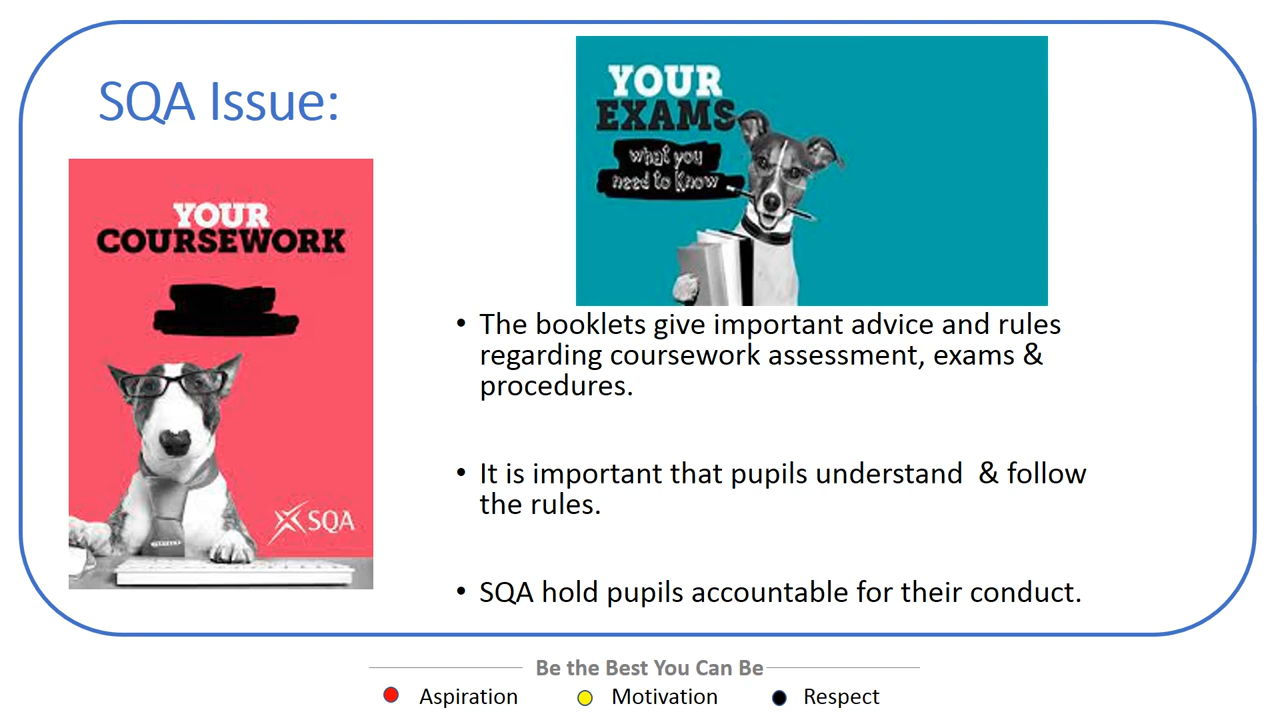 SQA Issue:
YOUR
EXAMS
what you
need to know
YOUR
COURSEWORK
SQA
• The booklets give important advice and rules
regarding coursework assessment, exams &
procedures.
• It is important that pupils understand  & follow
the rules.
• SQA hold pupils accountable for their conduct.
Be the Best You Can Be
Aspiration
Motivation
Respect